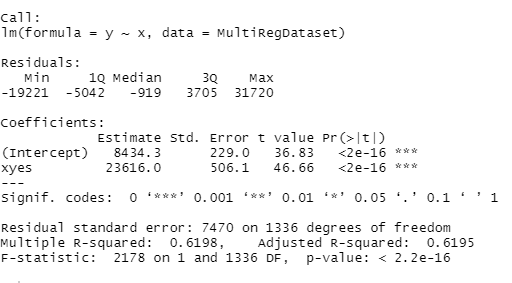 Call:
lm(formula = y ~ x, data = MultiRegDataset)
Residuals:
Min 1Q Median 3Q Max
-19221 -5042 -919 3705 31720
Coefficients:
Estimate Std. Error t value Pr(>|t|)
(Intercept) 8434.3 229.0 36.83 <2e-16 ***
xyes 23616.0 506.1 46.66 <2e-16 ***
---
Signif. codes: 0 ‘***’ 0.001 ‘**’ 0.01 ‘*’ 0.05 ‘.’ 0.1 ‘ ’ 1
Residual standard error: 7470 on 1336 degrees of freedom
Multiple R-squared: 0.6198, Adjusted R-squared: 0.6195
F-statistic: 2178 on 1 and 1336 DF, p-value: < 2.2e-16